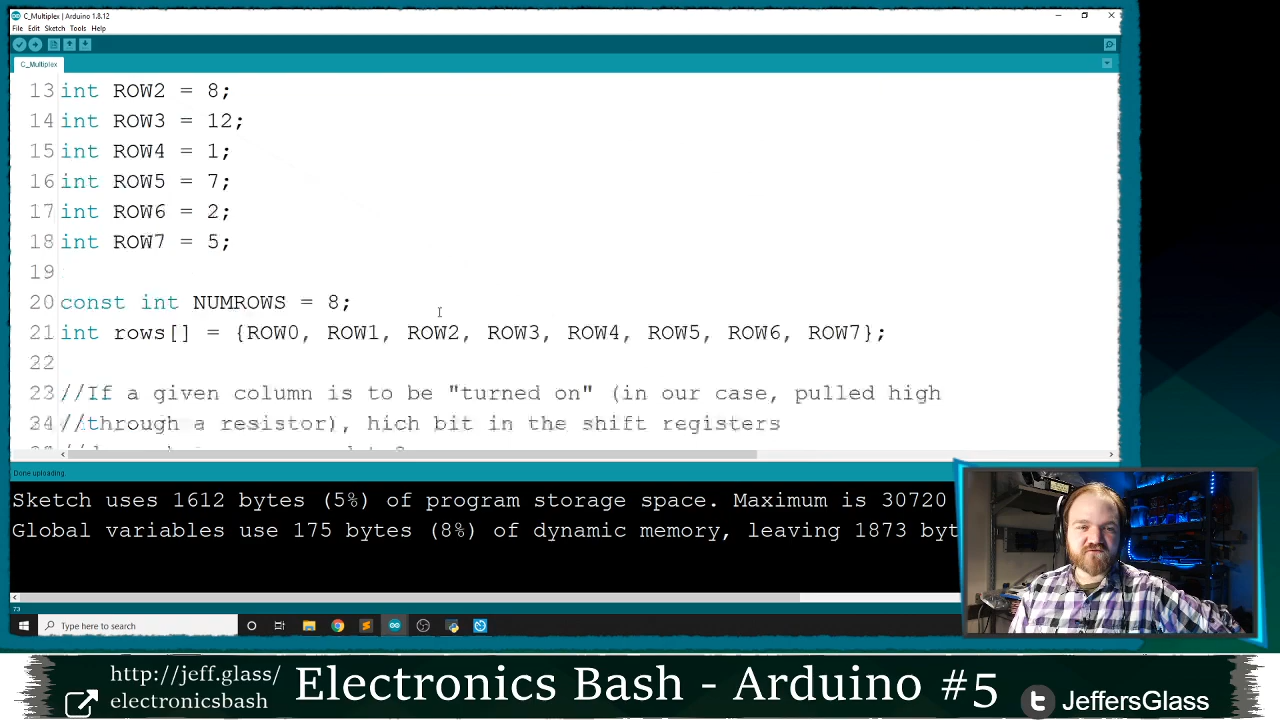 C_Multiplex | Arduino 1.8.12
File Edit Sketch Tools Help
C_Multiplex
13 int ROW2 = 8;
14 int ROW3 = 12;
15 int ROW4 = 1;
16 int ROW5 = 7;
17 int ROW6 = 2;
18 int ROW7 = 5;
19
20 const int NUMROWS = 8;
21 int rows[] = {ROW0, ROW1, ROW2, ROW3, ROW4, ROW5, ROW6, ROW7};
22
23 //If a given column is to be "turned on" (in our case, pulled high
24 //through a resistor), hich bit in the shift registers
Done uploading.
Sketch uses 1612 bytes (5%) of program storage space. Maximum is 30720
Global variables use 175 bytes (8%) of dynamic memory, leaving 1873 byt
73
Type here to search
http://jeff.glass/
electronicsbash
Electronics Bash - Arduino #5
JeffersGlass